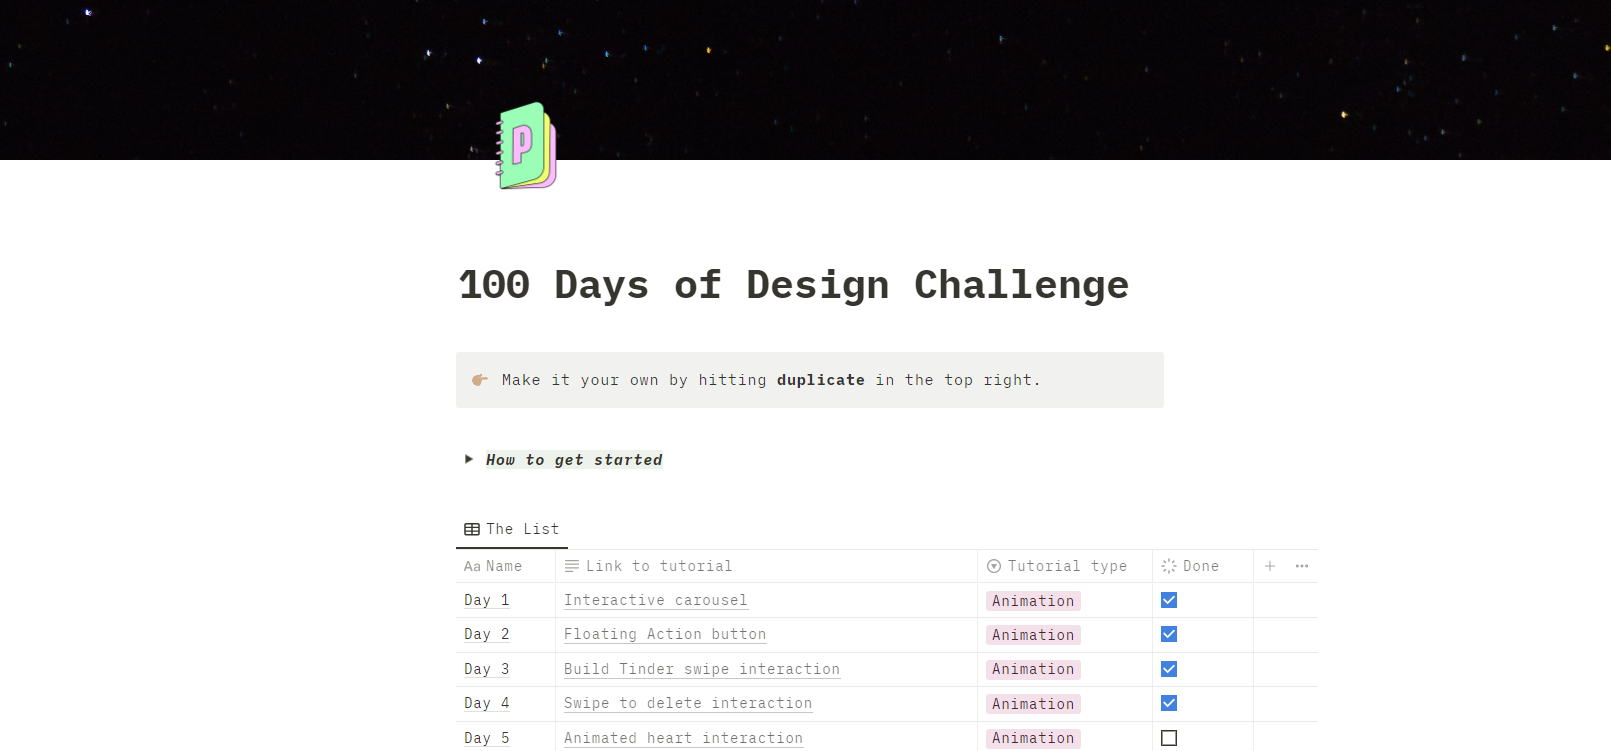 P
100 Days of Design Challenge
Make it your own by hitting duplicate in the top right.
How to get started
The List
Aa Name Link to tutorial Tutorial type Done
Day 1 Interactive carousel Animation
Day 2 Floating Action button Animation
Day 3 Build Tinder swipe interaction Animation
Day 4 Swipe to delete interaction Animation
Day 5 Animated heart interaction Animation